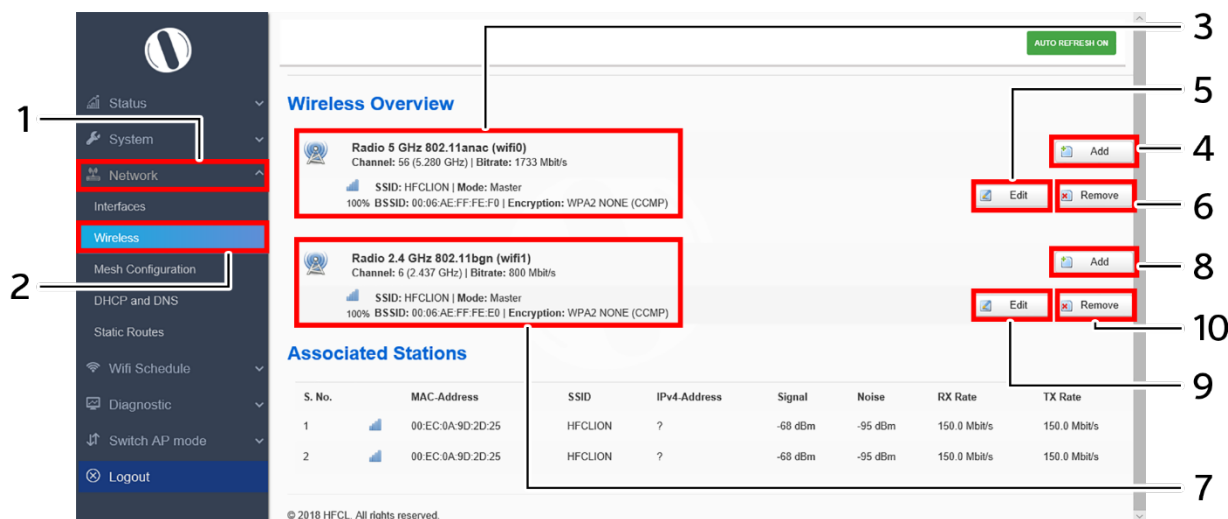 AUTO REFRESH ON
3
5
4
6
8
10
9
7
1
2
Status
System
Network
Interfaces
Wireless
Mesh Configuration
DHCP and DNS
Static Routes
Wifi Schedule
Diagnostic
Switch AP mode
Logout
Wireless Overview
Radio 5 GHz 802.11anac (wifi0)
Channel: 56 (5.280 GHz) | Bitrate: 1733 Mbit/s
Add
SSID: HFCLION | Mode: Master
100% BSSID: 00:06:AE:FF:FE:F0 | Encryption: WPA2 NONE (CCMP)
Edit Remove
Radio 2.4 GHz 802.11bgn (wifi1)
Channel: 6 (2.437 GHz) | Bitrate: 800 Mbit/s
Add
SSID: HFCLION | Mode: Master
100% BSSID: 00:06:AE:FF:FE:E0 | Encryption: WPA2 NONE (CCMP)
Edit Remove
Associated Stations
S. No. MAC-Address SSID IPv4-Address Signal Noise RX Rate TX Rate
1 00:EC:0A:9D:2D:25 HFCLION ? -68 dBm -95 dBm 150.0 Mbit/s 150.0 Mbit/s
2 00:EC:0A:9D:2D:25 HFCLION ? -68 dBm -95 dBm 150.0 Mbit/s 150.0 Mbit/s
© 2018 HFCL. All rights reserved.